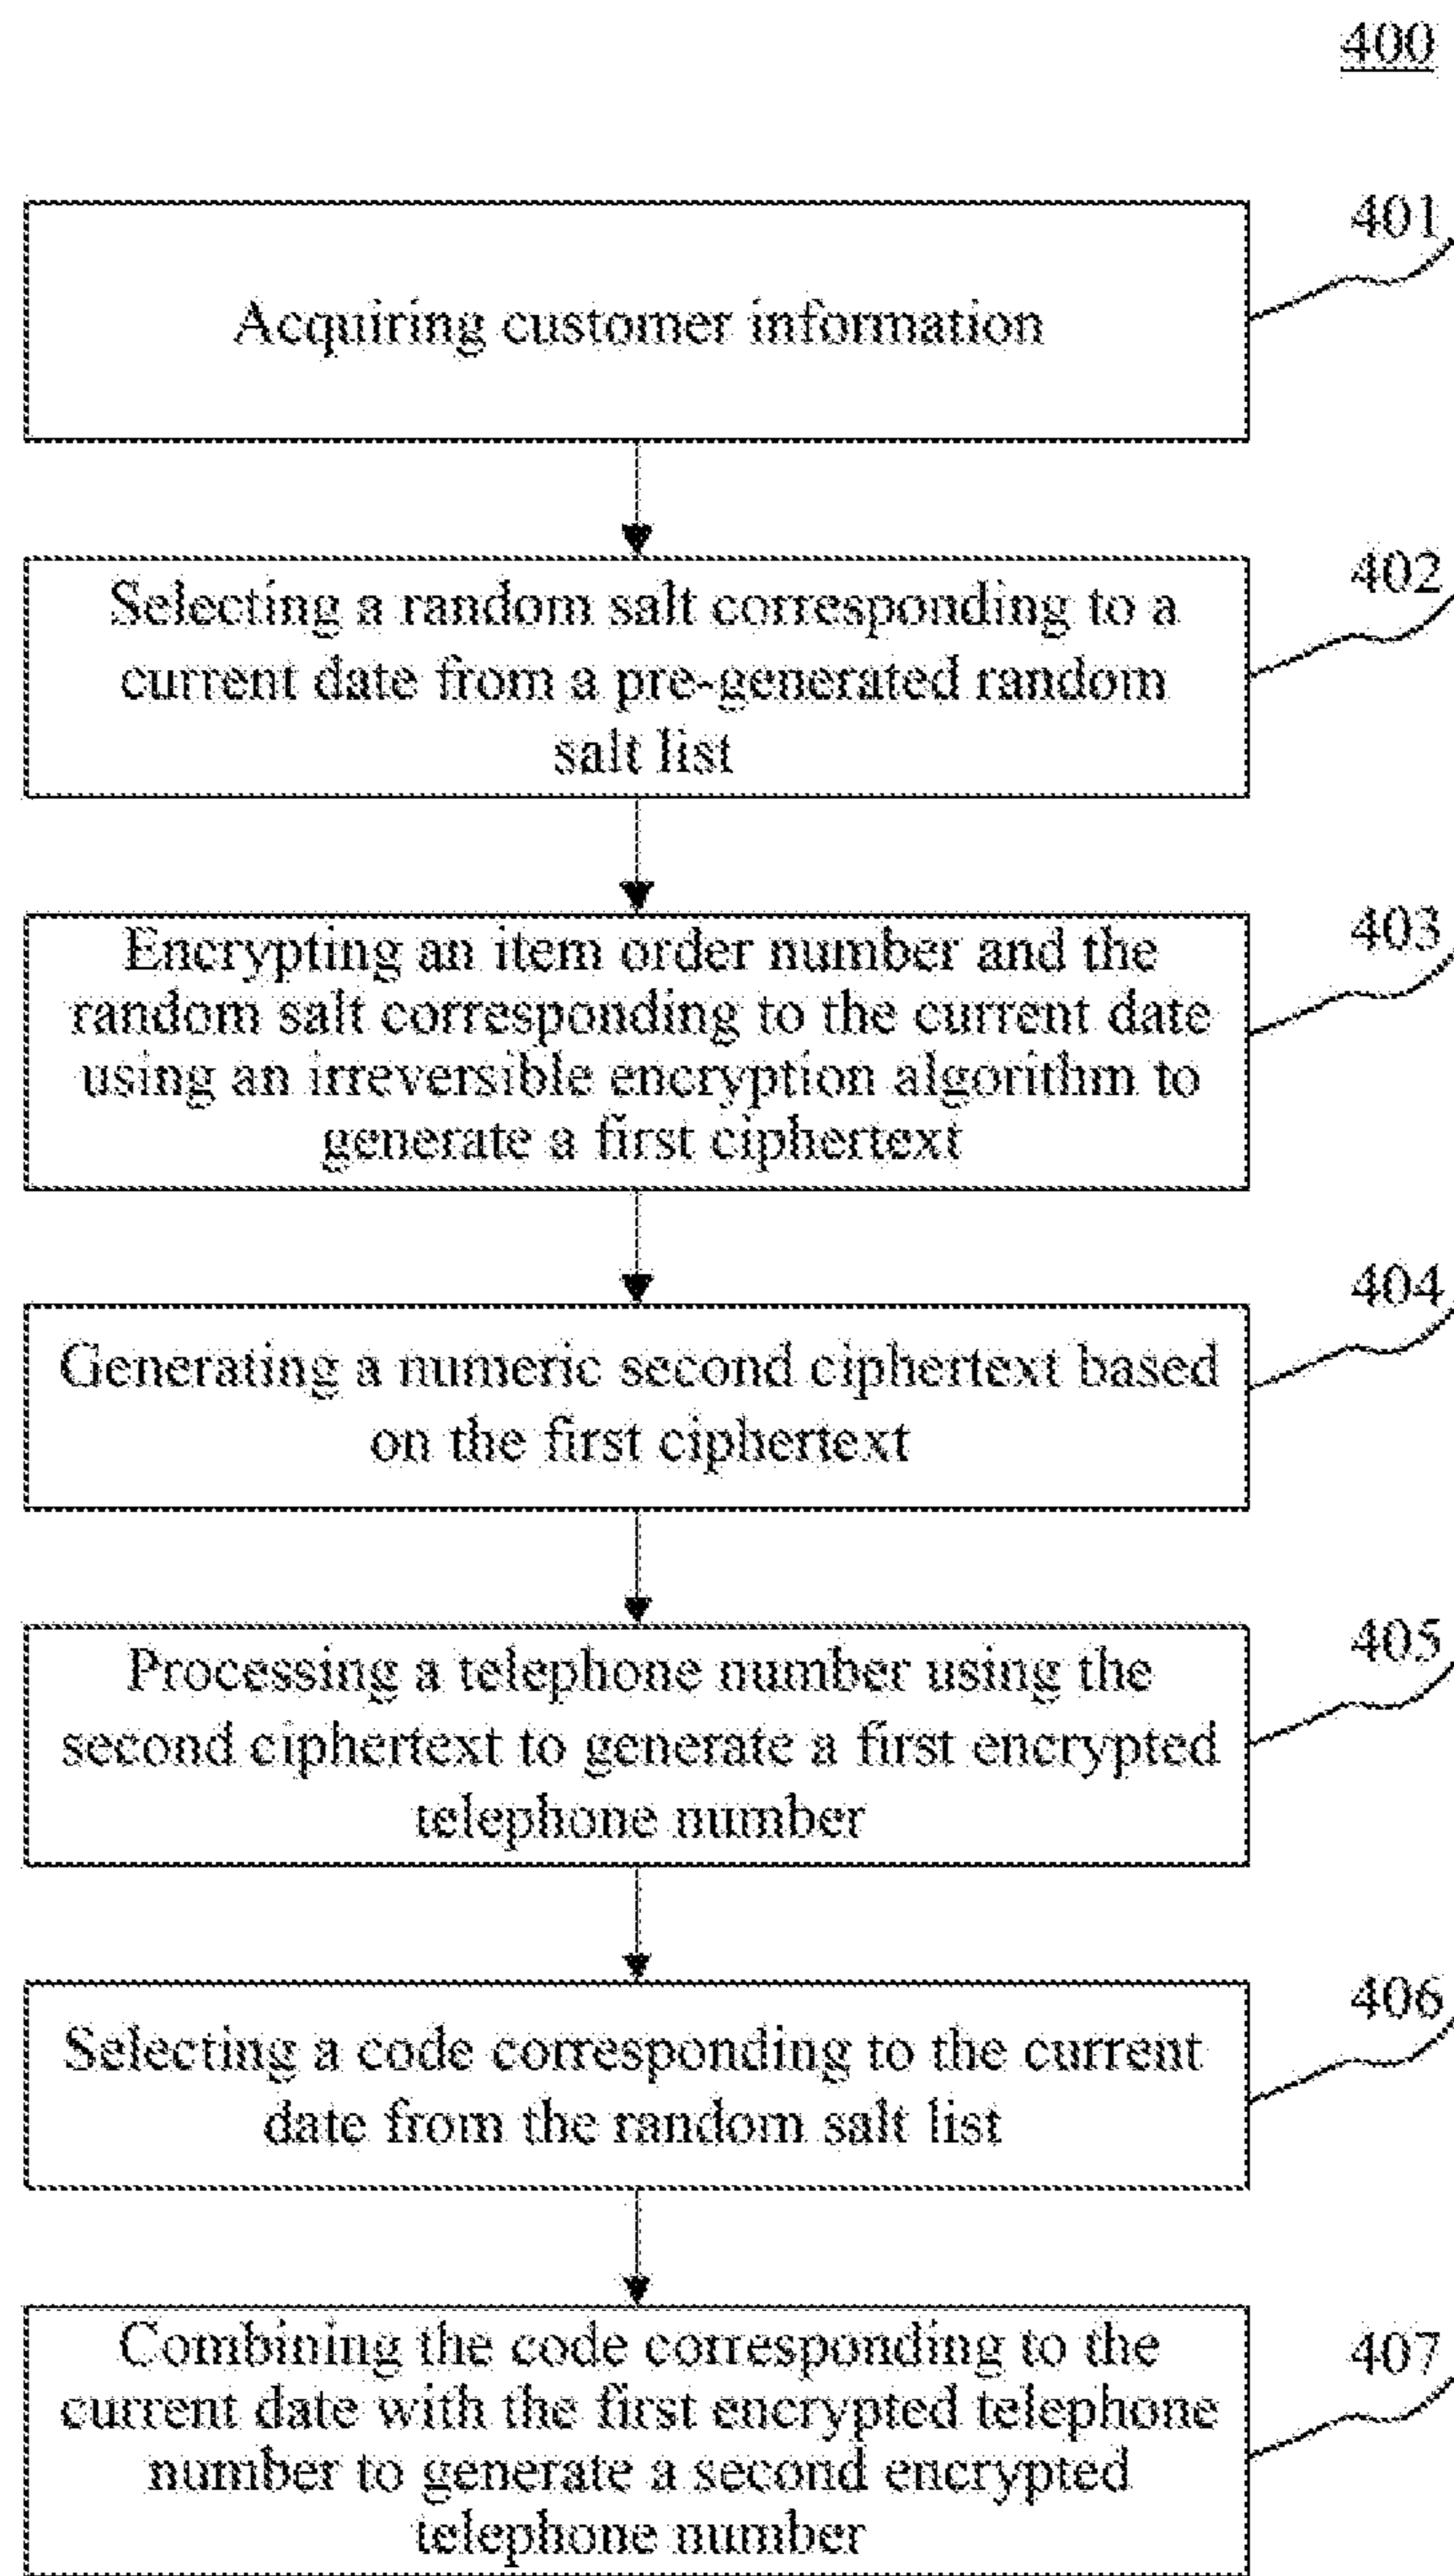 400
401
Acquiring customer information
402
Selecting a random salt corresponding to a
current date from a pre-generated random
salt list
403
Encrypting an item order number and the
random salt corresponding to the current date
using an irreversible encryption algorithm to
generate a first ciphertext
404
Generating a numeric second ciphertext based
on the first ciphertext
405
Processing a telephone number using the
second ciphertext to generate a first encrypted
telephone number
406
Selecting a code corresponding to the current
date from the random salt list
407
Combining the code corresponding to the
current date with the first encrypted telephone
number to generate a second encrypted
telephone number